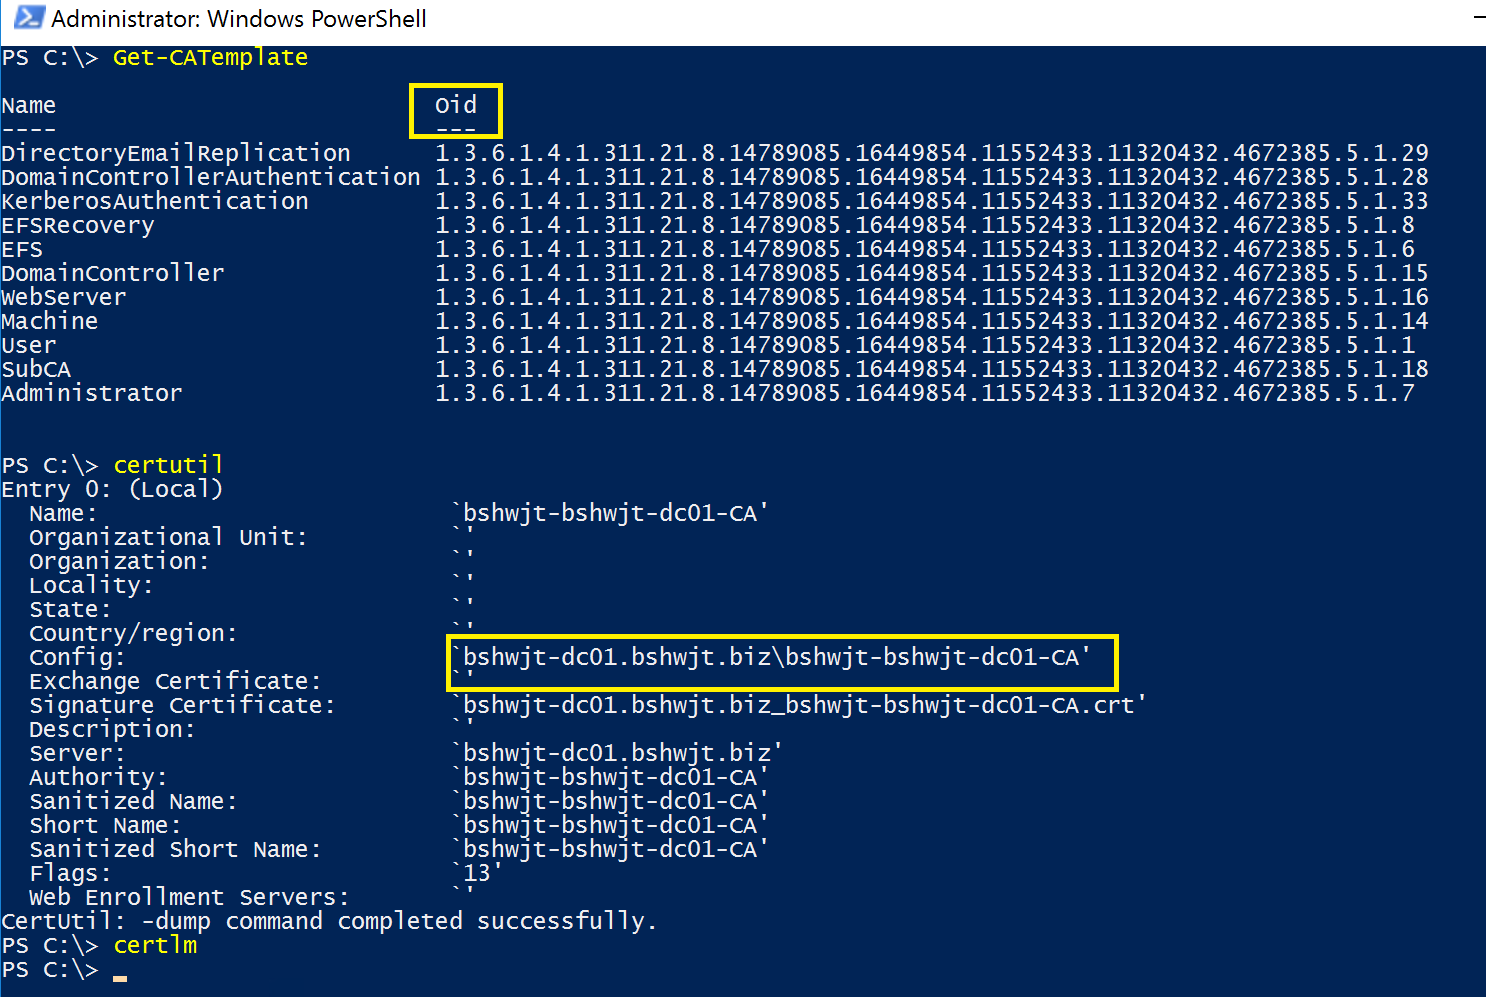 Administrator: Windows PowerShell
PS C:\> Get-CATemplate
Name Oid
---- ---
DirectoryEmailReplication 1.3.6.1.4.1.311.21.8.14789085.16449854.11552433.11320432.4672385.5.1.29
DomainControllerAuthentication 1.3.6.1.4.1.311.21.8.14789085.16449854.11552433.11320432.4672385.5.1.28
KerberosAuthentication 1.3.6.1.4.1.311.21.8.14789085.16449854.11552433.11320432.4672385.5.1.33
EFSRecovery 1.3.6.1.4.1.311.21.8.14789085.16449854.11552433.11320432.4672385.5.1.8
EFS 1.3.6.1.4.1.311.21.8.14789085.16449854.11552433.11320432.4672385.5.1.6
DomainController 1.3.6.1.4.1.311.21.8.14789085.16449854.11552433.11320432.4672385.5.1.15
WebServer 1.3.6.1.4.1.311.21.8.14789085.16449854.11552433.11320432.4672385.5.1.16
Machine 1.3.6.1.4.1.311.21.8.14789085.16449854.11552433.11320432.4672385.5.1.14
User 1.3.6.1.4.1.311.21.8.14789085.16449854.11552433.11320432.4672385.5.1.1
SubCA 1.3.6.1.4.1.311.21.8.14789085.16449854.11552433.11320432.4672385.5.1.18
Administrator 1.3.6.1.4.1.311.21.8.14789085.16449854.11552433.11320432.4672385.5.1.7
PS C:\> certutil
Entry 0: (Local)
Name: `bshwjt-bshwjt-dc01-CA'
Organizational Unit: `'
Organization: `'
Locality: `'
State: `'
Country/region: `'
Config: `bshwjt-dc01.bshwjt.biz\bshwjt-bshwjt-dc01-CA'
Exchange Certificate: `'
Signature Certificate: `bshwjt-dc01.bshwjt.biz_bshwjt-bshwjt-dc01-CA.crt'
Description: `'
Server: `bshwjt-dc01.bshwjt.biz'
Authority: `bshwjt-bshwjt-dc01-CA'
Sanitized Name: `bshwjt-bshwjt-dc01-CA'
Short Name: `bshwjt-bshwjt-dc01-CA'
Sanitized Short Name: `bshwjt-bshwjt-dc01-CA'
Flags: `13'
Web Enrollment Servers: `'
CertUtil: -dump command completed successfully.
PS C:\> certlm
PS C:\> _